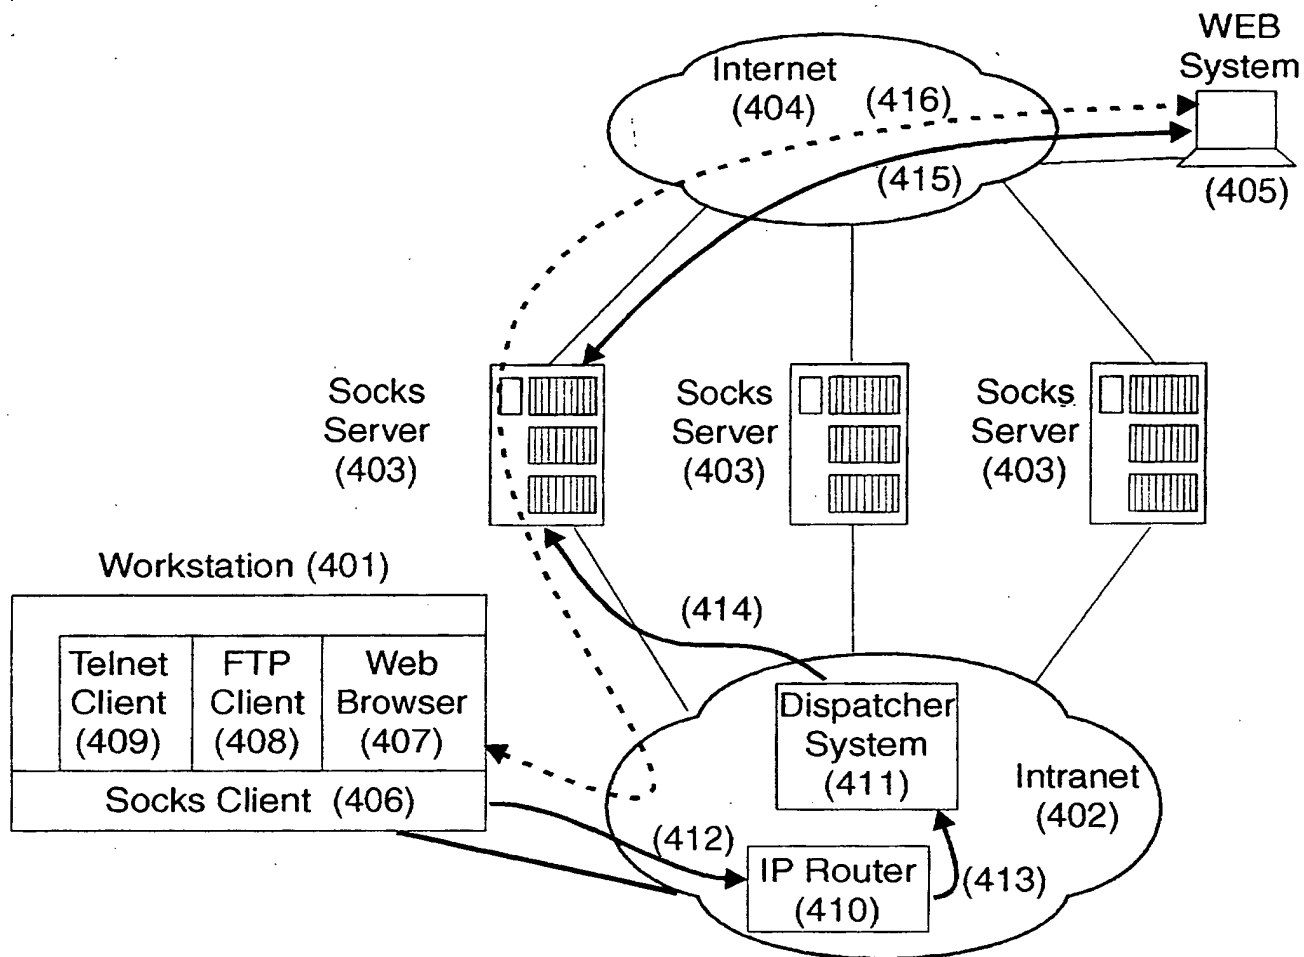 WEB
System
(405)
Internet
(404)
(416)
(415)
Socks
Server
(403)
Socks
Server
(403)
Socks
Server
(403)
Workstation (401)
Telnet
Client
(409)
FTP
Client
(408)
Web
Browser
(407)
Socks Client (406)
(414)
Dispatcher
System
(411)
Intranet
(402)
(412)
IP Router
(410)
(413)